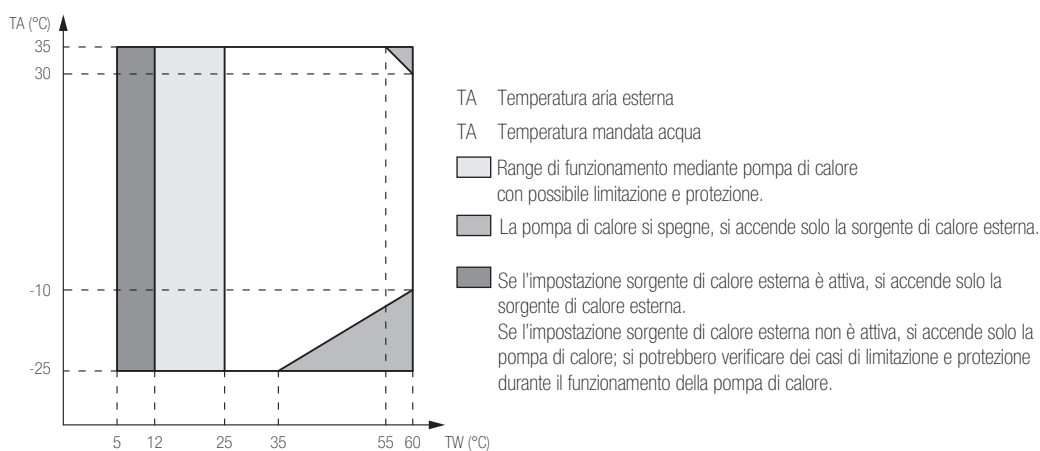 TA (°C)
35
30
-10
-25
5 12 25 35 55 60 TW (°C)
TA Temperatura aria esterna
TA Temperatura mandata acqua
Range di funzionamento mediante pompa di calore
con possibile limitazione e protezione.
La pompa di calore si spegne, si accende solo la sorgente di calore esterna.
Se l'impostazione sorgente di calore esterna è attiva, si accende solo la
sorgente di calore esterna.
Se l'impostazione sorgente di calore esterna non è attiva, si accende solo la
pompa di calore; si potrebbero verificare dei casi di limitazione e protezione
durante il funzionamento della pompa di calore.